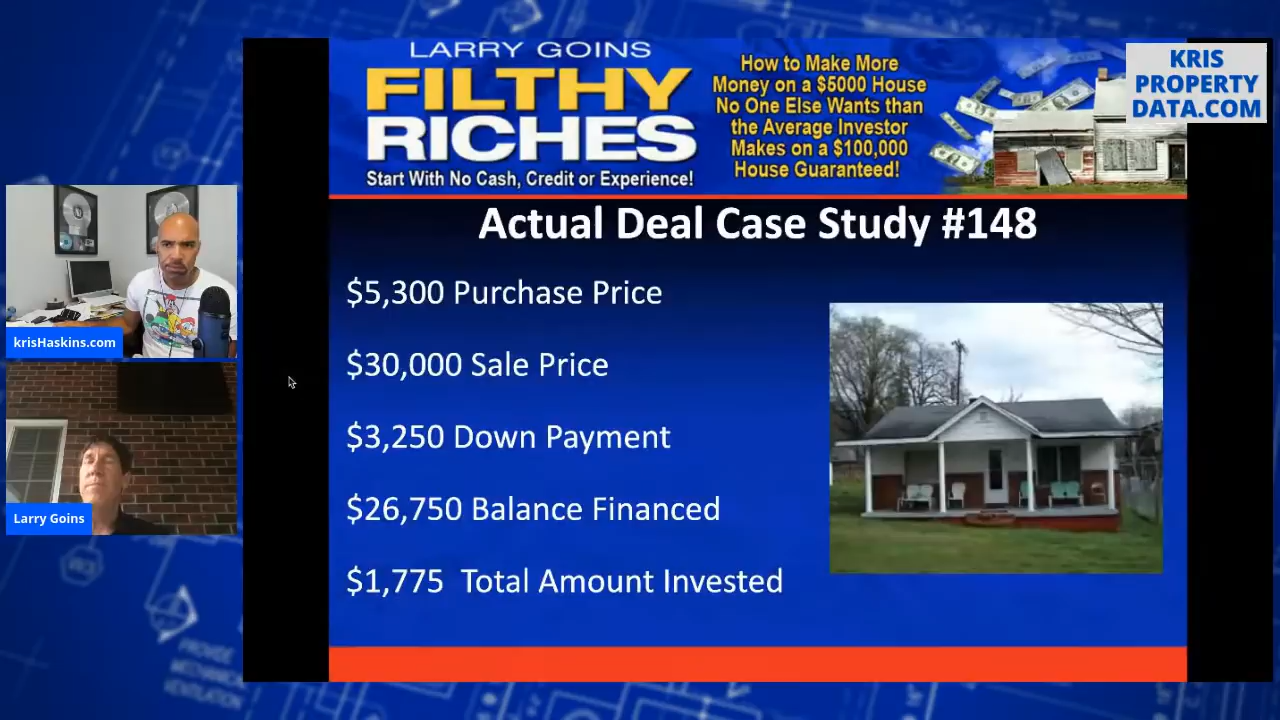 LARRY GOINS
FILTHY
RICHES
Start With No Cash, Credit or Experience!
How to Make More
Money on a $5000 House
No One Else Wants than
the Average Investor
Makes on a $100,000
House Guaranteed!
KRIS
PROPERTY
DATA.COM
Actual Deal Case Study #148
$5,300 Purchase Price
$30,000 Sale Price
$3,250 Down Payment
$26,750 Balance Financed
$1,775 Total Amount Invested
krisHaskins.com
Larry Goins
PROVIDE
MECHANICAL
VENTILATION